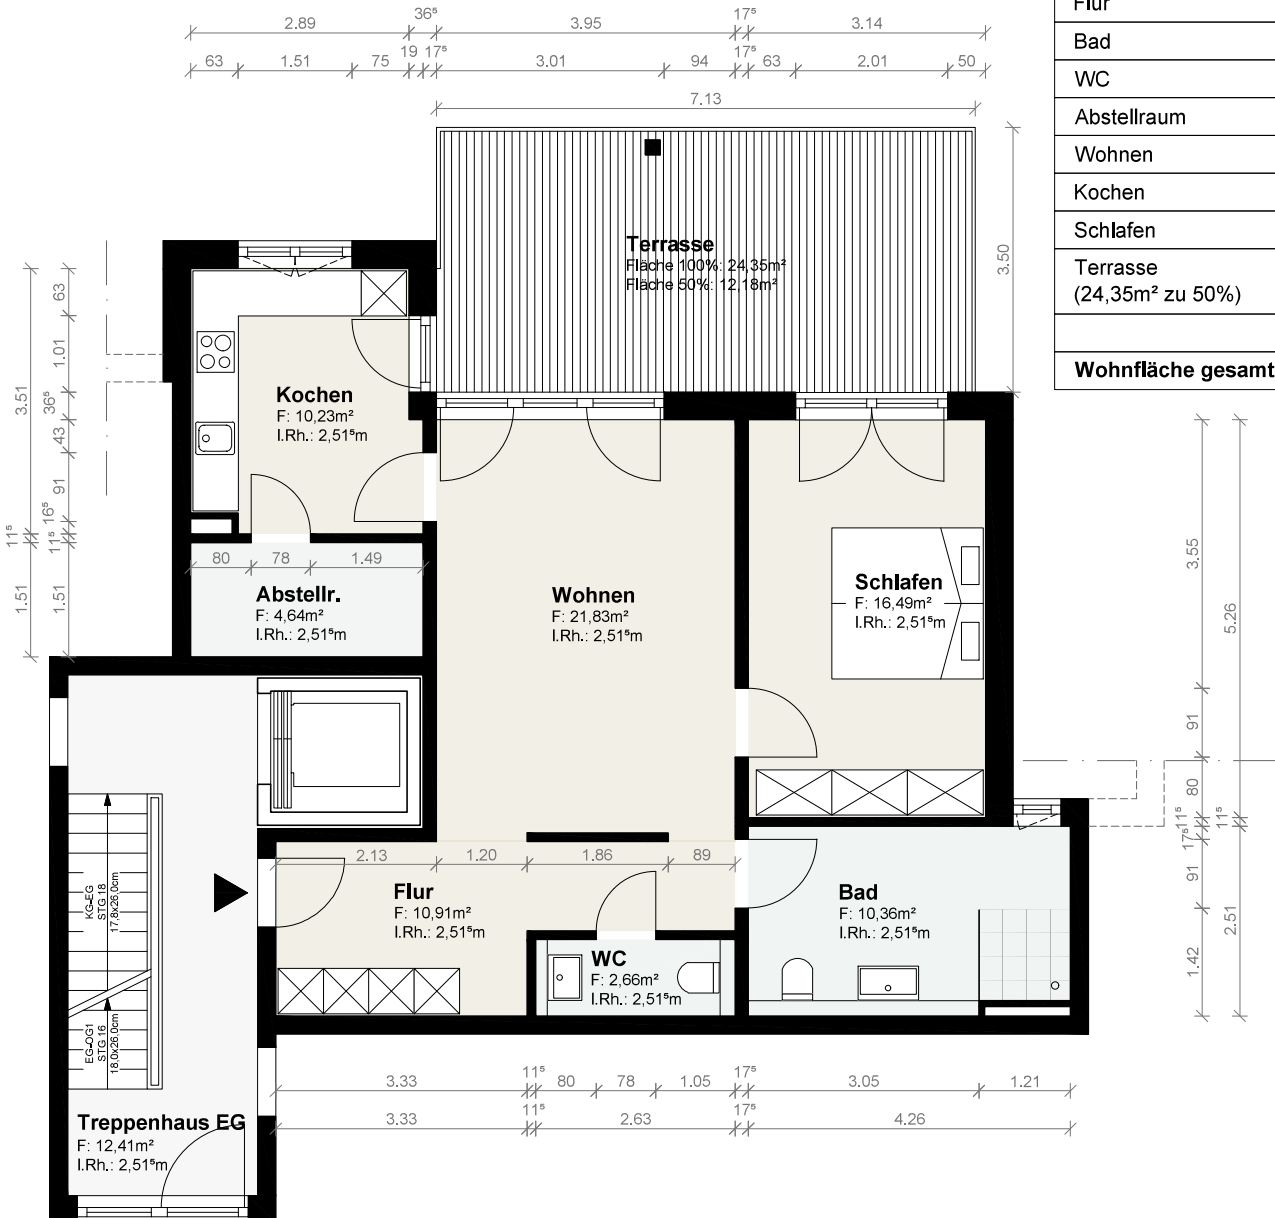 36⁵
17⁵
2.89
3.95
3.14
19 17⁵
17⁵
63
1.51
75
3.01
94
63
2.01
50
7.13
Flur
Bad
WC
Abstellraum
Wohnen
Kochen
Schlafen
Terrasse
(24,35m² zu 50%)
Wohnfläche gesamt
Terrasse
Fläche 100%: 24,35m²
Fläche 50%: 12,18m²
3.50
3.51
11⁵
1.51
63
1.01
36⁵
43
91
16⁵
11⁵
1.51
Kochen
F: 10,23m²
l.Rh.: 2,51⁵m
80
78
1.49
Abstellr.
F: 4,64m²
l.Rh.: 2,51⁵m
Wohnen
F: 21,83m²
l.Rh.: 2,51⁵m
Schlafen
F: 16,49m²
l.Rh.: 2,51⁵m
3.55
91
80
11⁵
17⁵
91
1.42
5.26
11⁵
2.51
2.13
1.20
1.86
89
Flur
F: 10,91m²
l.Rh.: 2,51⁵m
Bad
F: 10,36m²
l.Rh.: 2,51⁵m
WC
F: 2,66m²
l.Rh.: 2,51⁵m
KG-EG
STG 18
17,8x26,0cm
EG-OG1
STG 16
18,0x26,0cm
Treppenhaus EG
F: 12,41m²
l.Rh.: 2,51⁵m
3.33
11⁵
80
78
1.05
17⁵
3.05
1.21
3.33
11⁵
2.63
17⁵
4.26